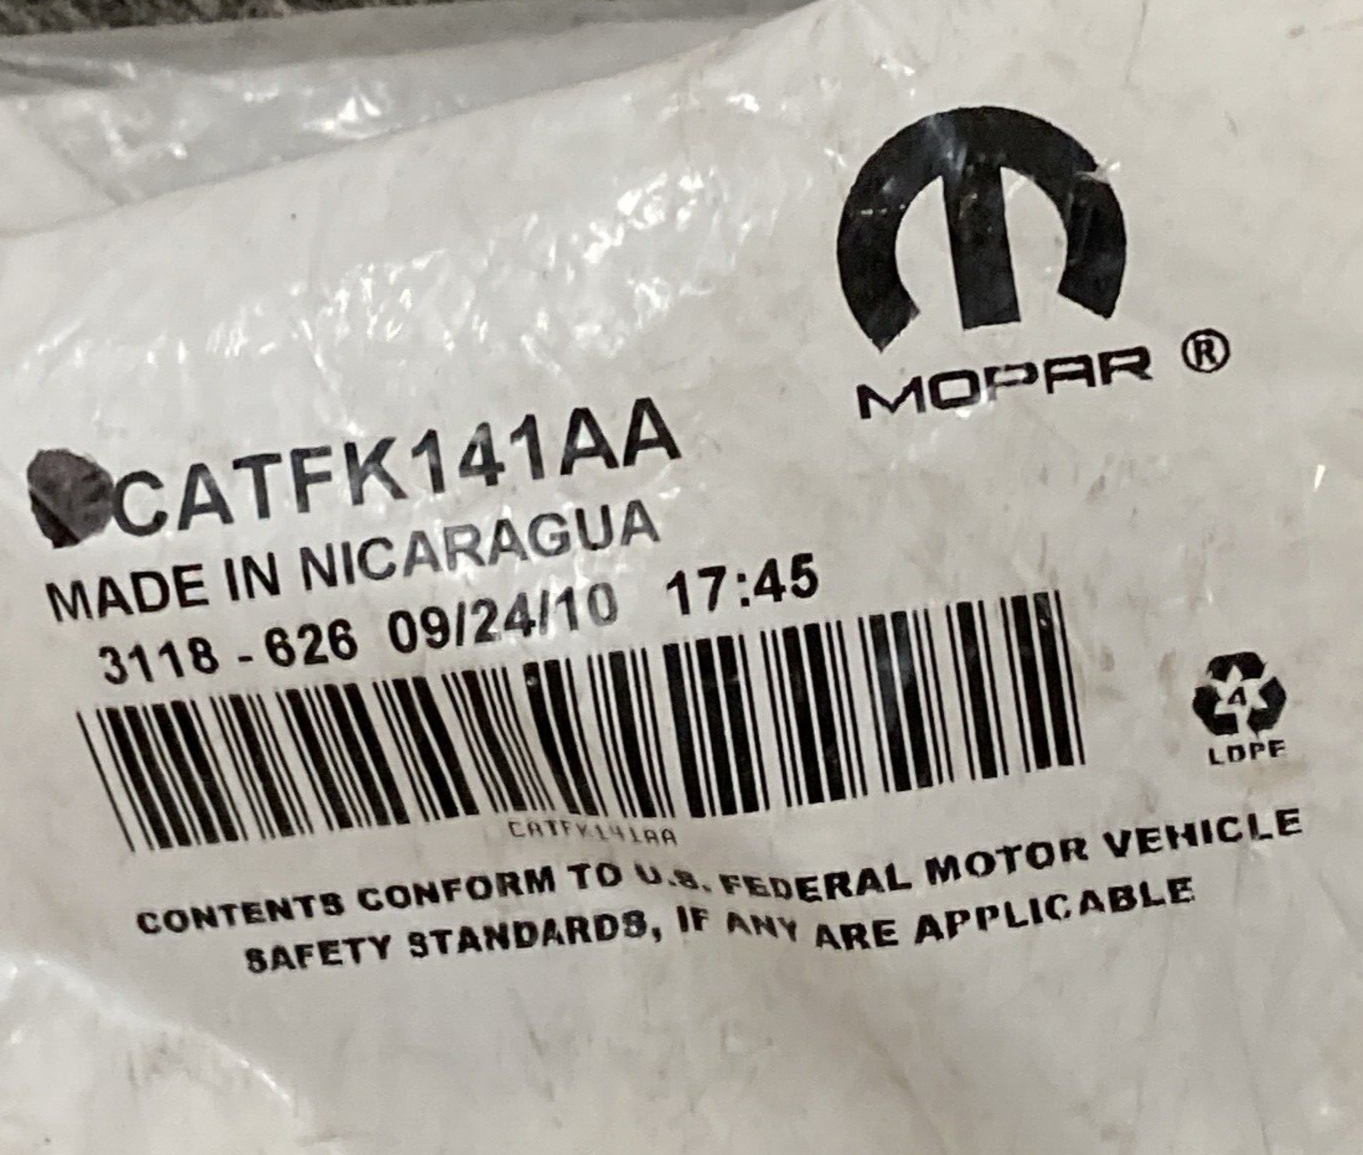 MOPAR ®
CATFK141AA
MADE IN NICARAGUA
3118 - 626 09/24/10 17:45
CATFK141AA
4
LDPE
CONTENTS CONFORM TO U.S. FEDERAL MOTOR VEHICLE
SAFETY STANDARDS, IF ANY ARE APPLICABLE